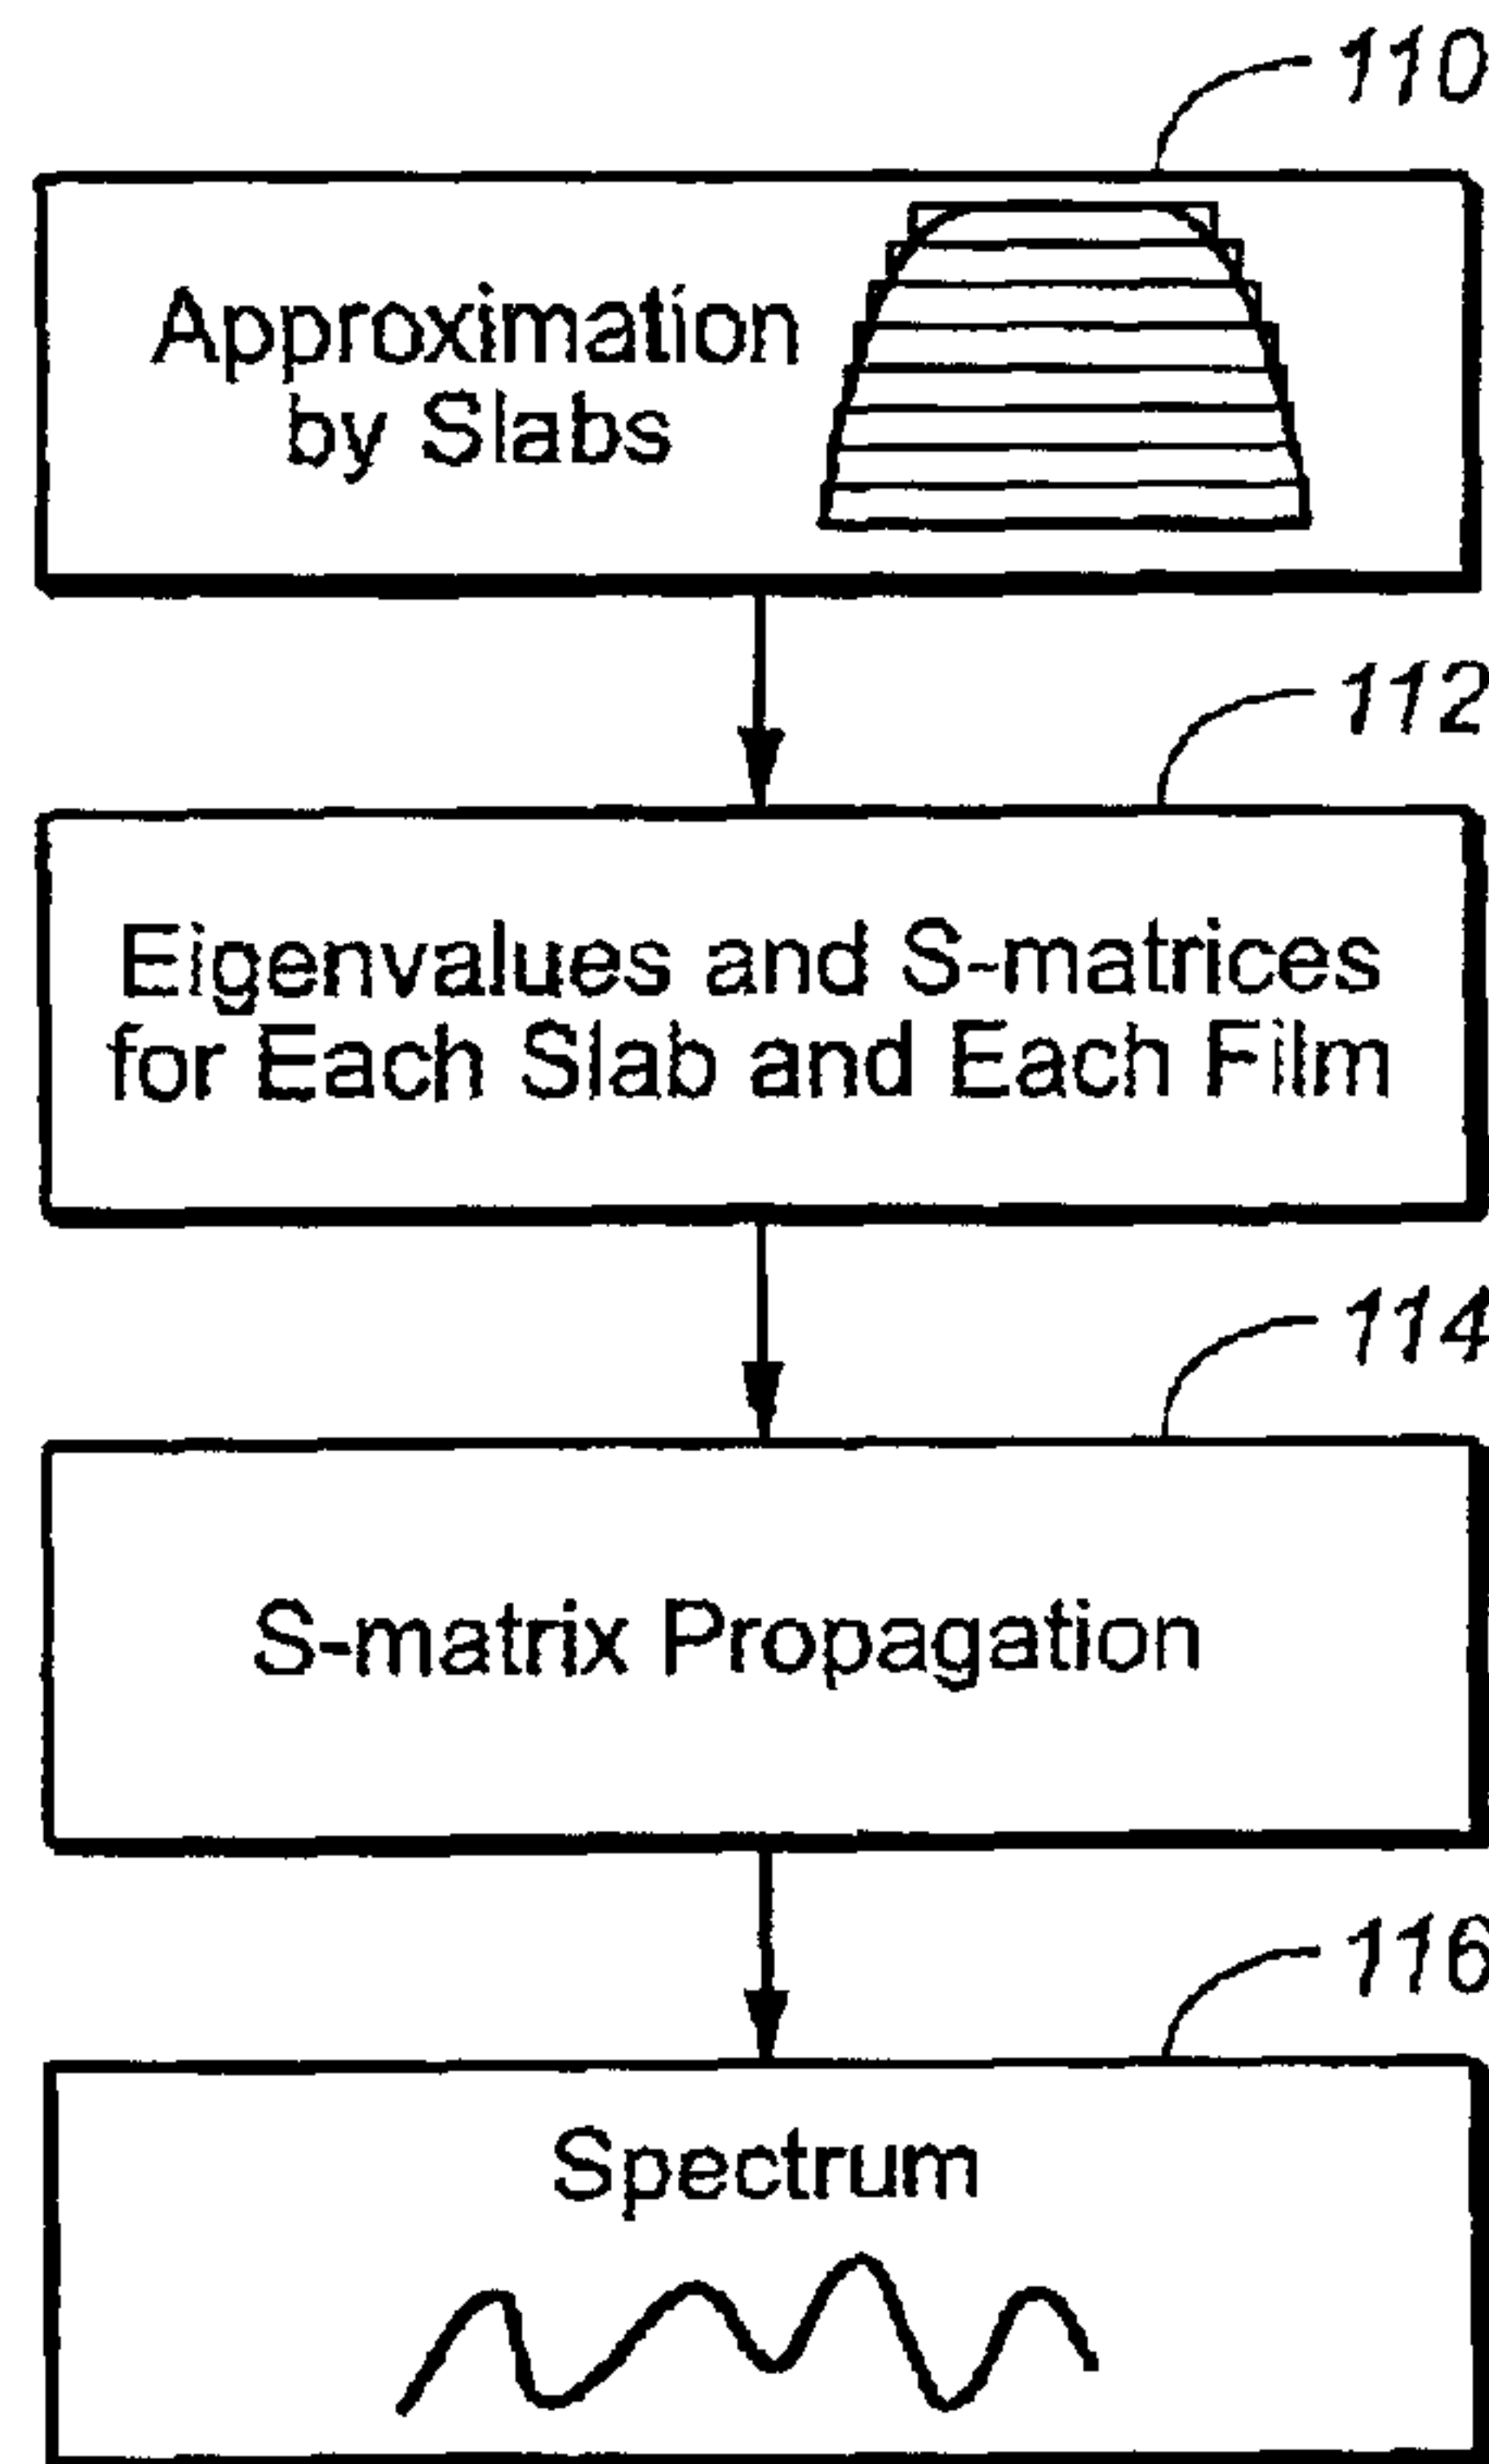 110
Approximation
by Slabs
112
Eigenvalues and S-matrices
for Each Slab and Each Film
114
S-matrix Propagation
116
Spectrum